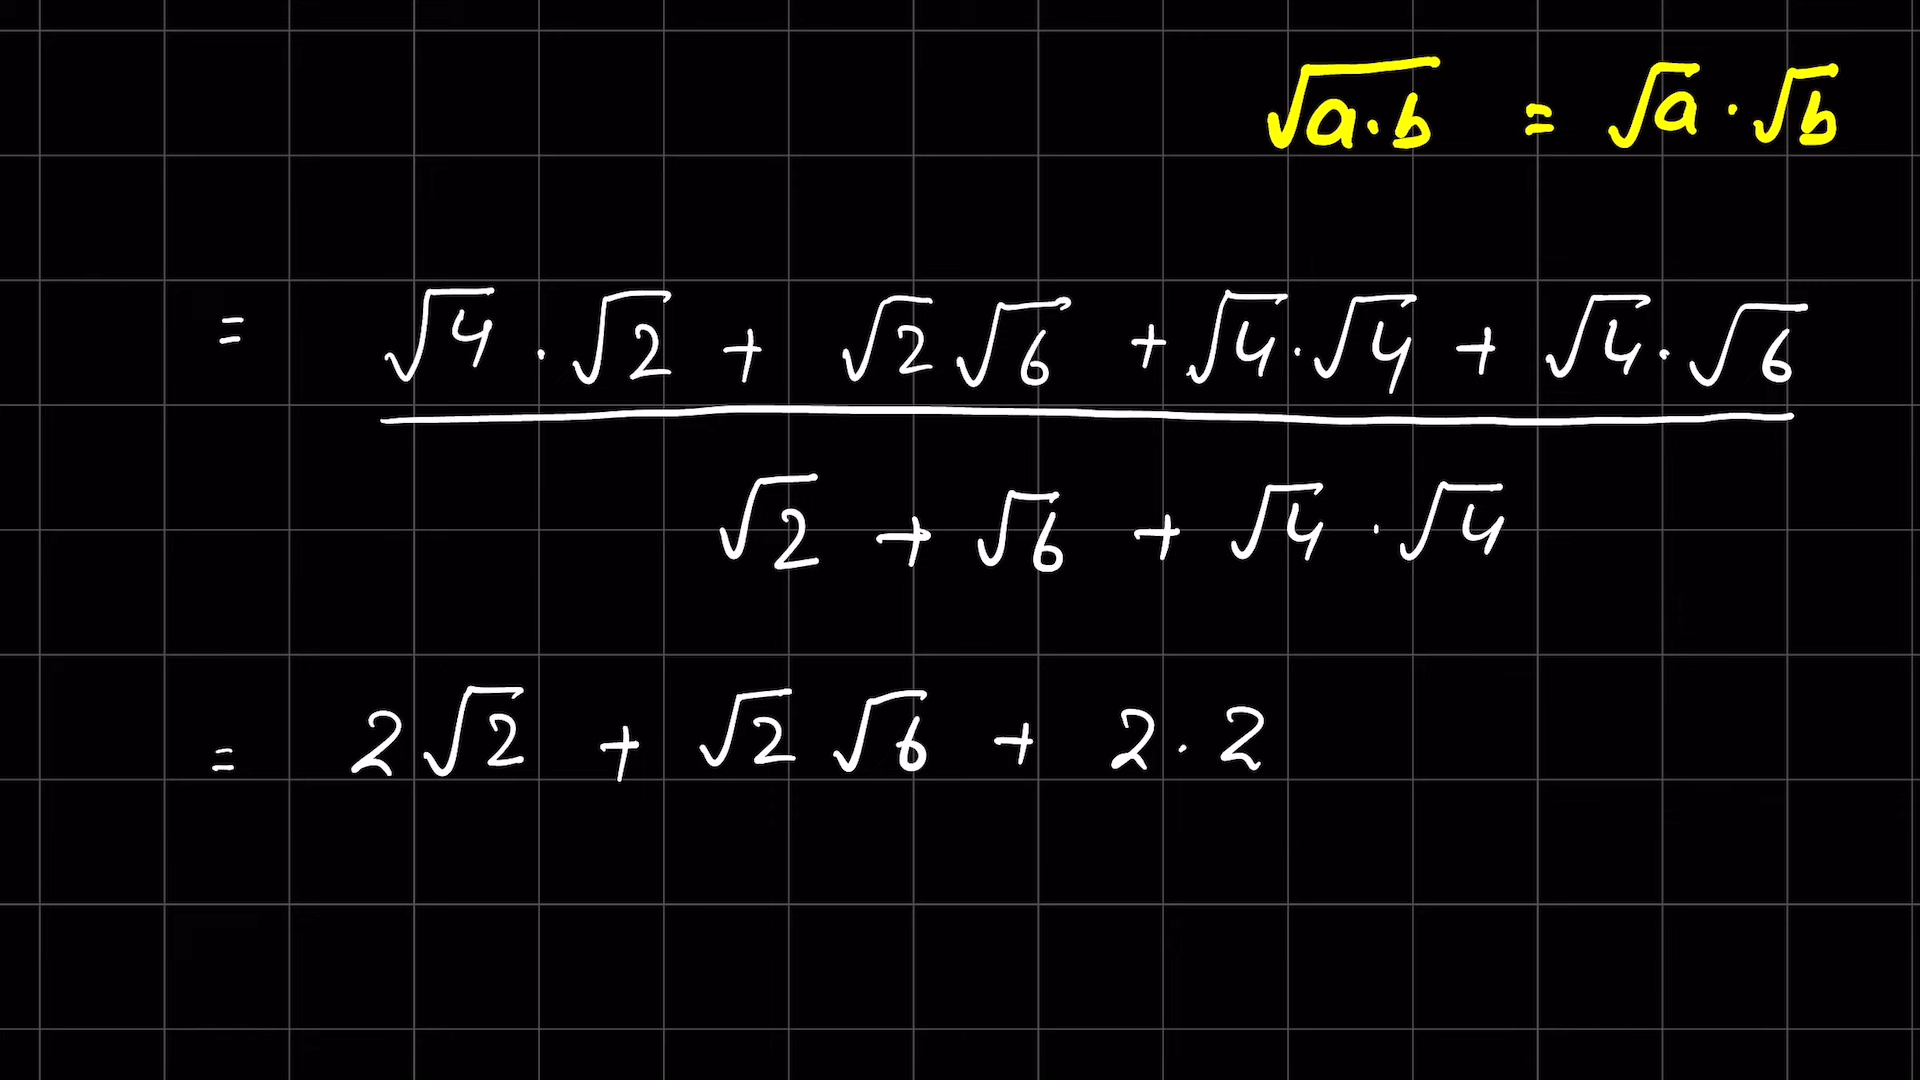 √a·b = √a · √b
= √4 · √2 + √2 √6 + √4 · √4 + √4 · √6
√2 + √6 + √4 · √4
= 2√2 + √2 √6 + 2 · 2